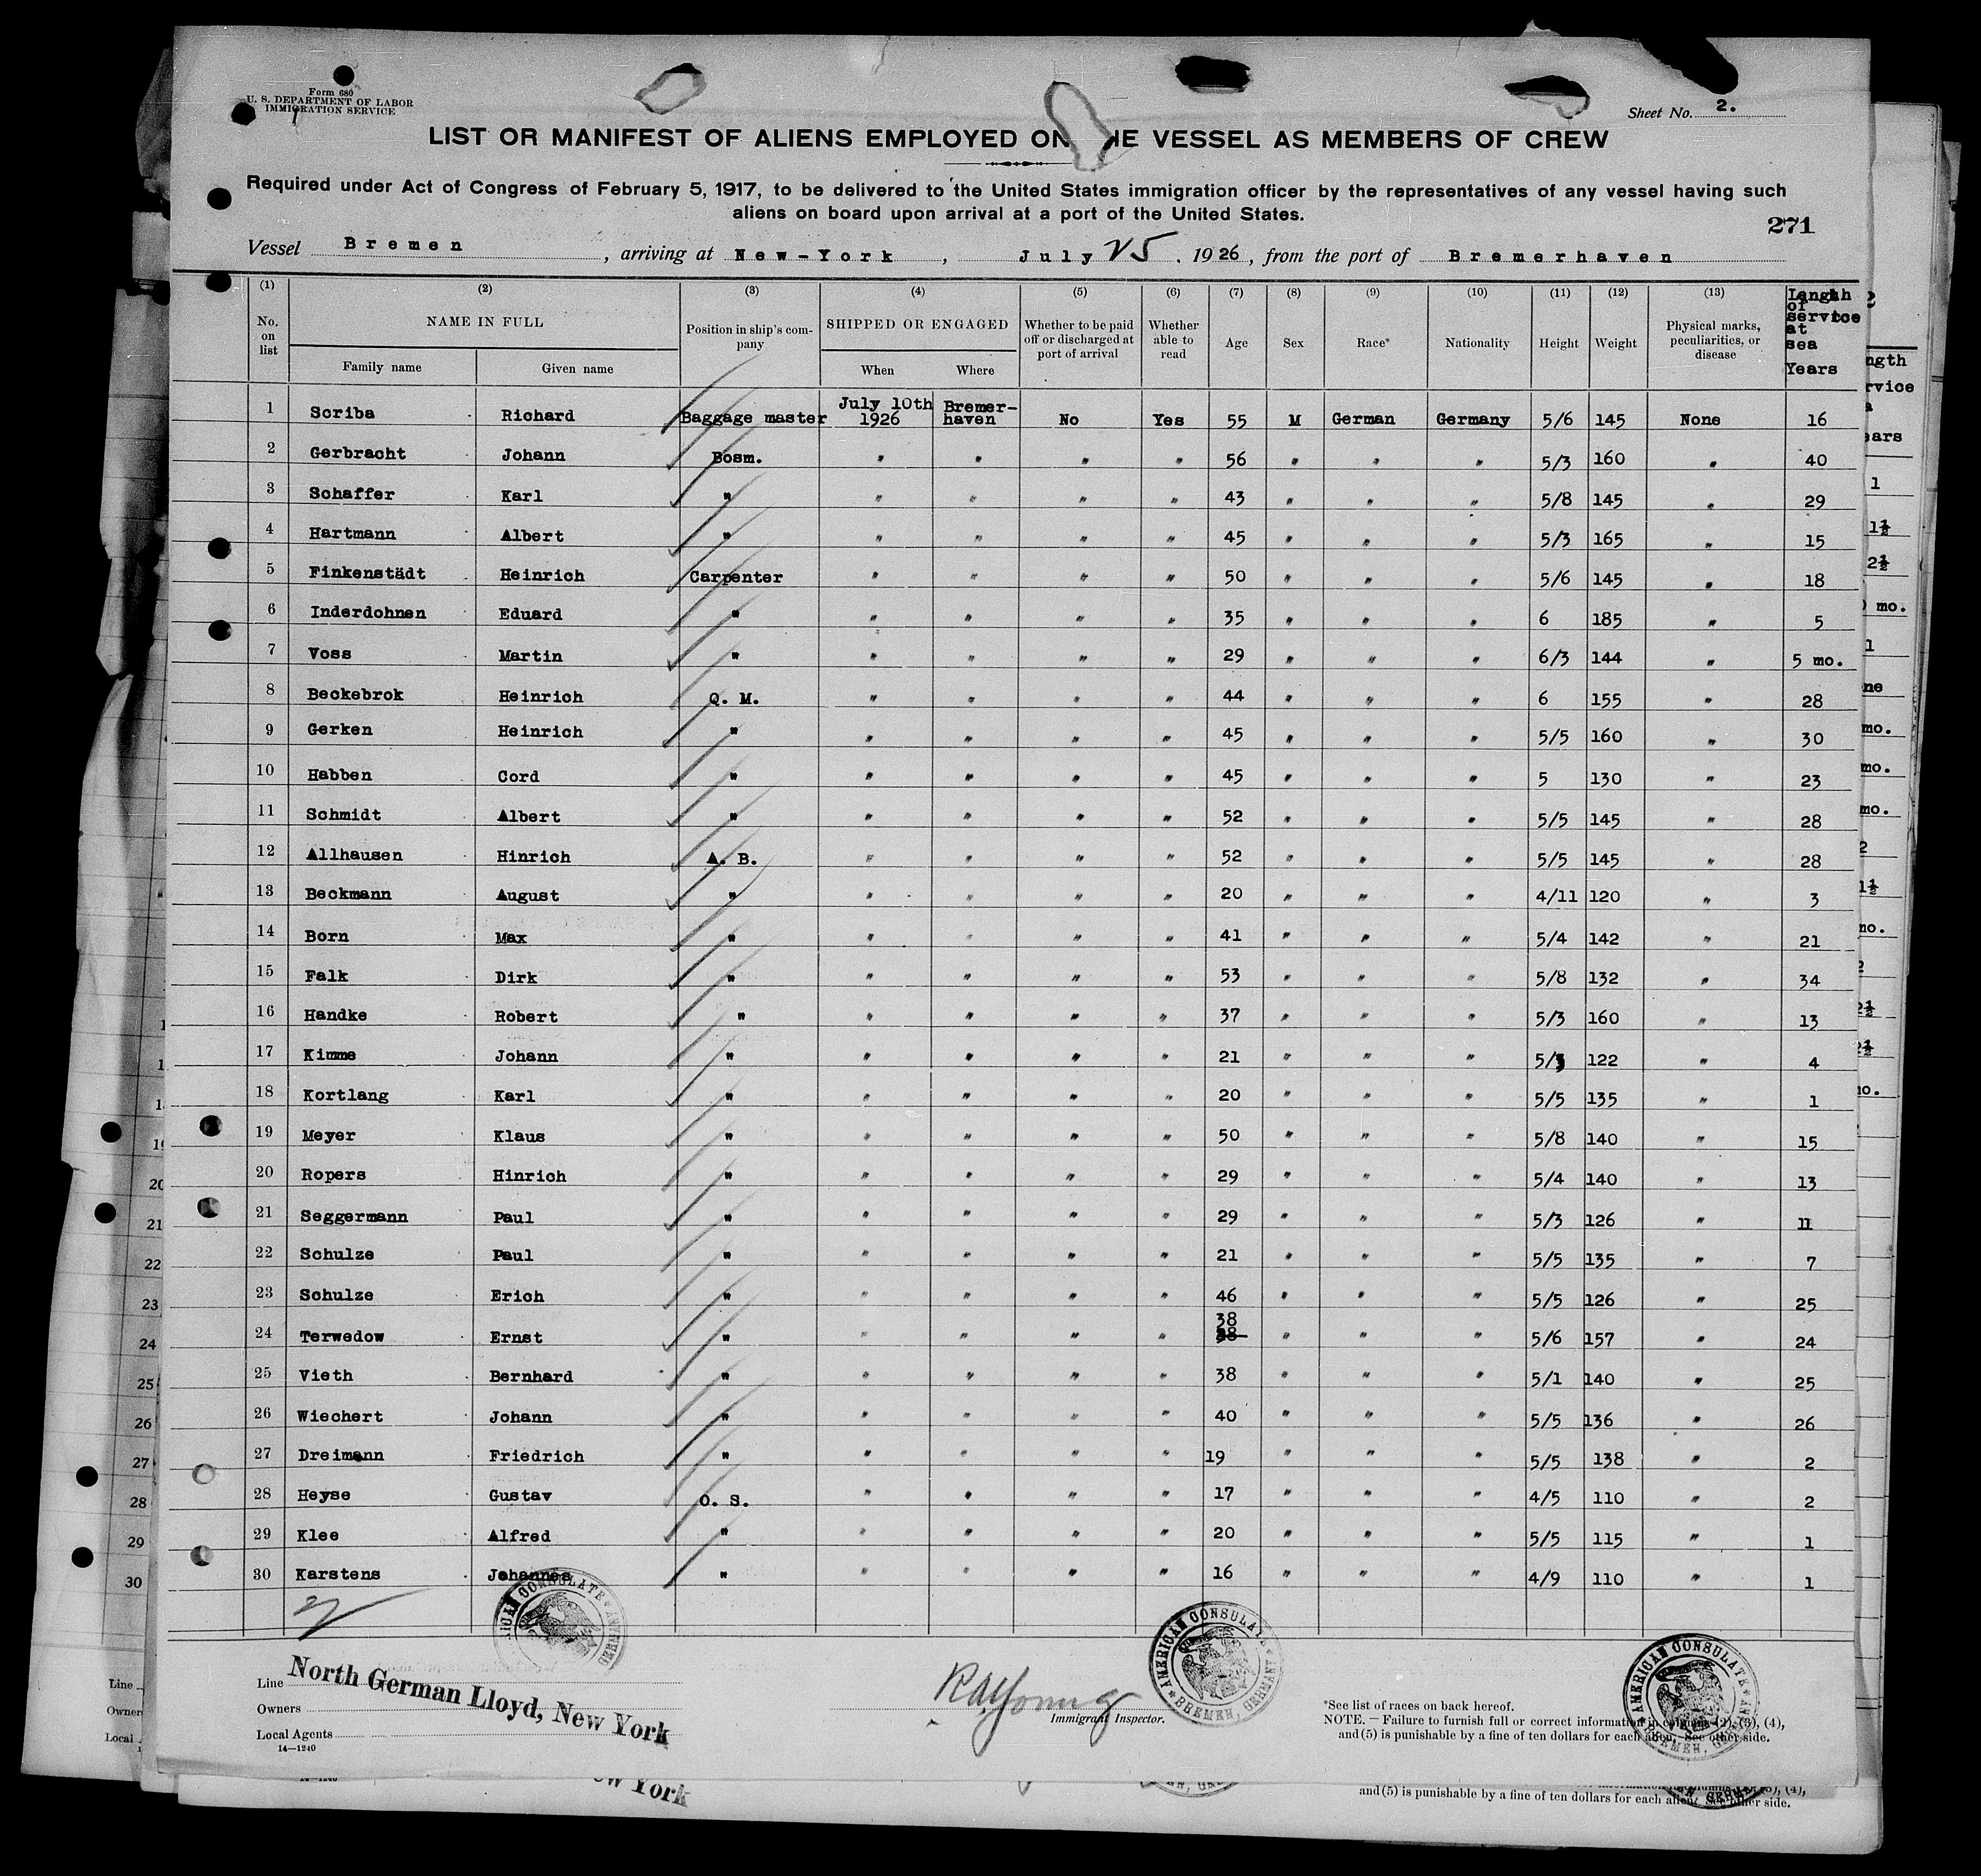 Form 680
U. S. DEPARTMENT OF LABOR
IMMIGRATION SERVICE
Sheet No. 2.
LIST OR MANIFEST OF ALIENS EMPLOYED ON HE VESSEL AS MEMBERS OF CREW
Required under Act of Congress of February 5, 1917, to be delivered to the United States immigration officer by the representatives of any vessel having such
aliens on board upon arrival at a port of the United States.
271
Vessel Bremen, arriving at New-York, July 25, 1926, from the port of Bremerhaven
(1) (2) (3) (4) (5) (6) (7) (8) (9) (10) (11) (12) (13)
No. on list NAME IN FULL Family name Given name Position in ship's company SHIPPED OR ENGAGED When Where Whether to be paid off or discharged at port of arrival Whether able to read Age Sex Race* Nationality Height Weight Physical marks, peculiarities, or disease Length of service at sea Years
1 Scriba Richard Baggage master July 10th 1926 Bremer-haven No Yes 55 M German Germany 5/6 145 None 16
2 Gerbracht Johann Bosm. " " " " 56 " " " 5/3 160 " 40
3 Schaffer Karl " " " " " 43 " " " 5/8 145 " 29
4 Hartmann Albert " " " " " 45 " " " 5/3 165 " 15
5 Finkenstädt Heinrich Carpenter " " " " 50 " " " 5/6 145 " 18
6 Inderdohnen Eduard " " " " " 35 " " " 6 185 " 5
7 Voss Martin " " " " " 29 " " " 6/3 144 " 5 mo.
8 Beckebrok Heinrich Q. M. " " " " 44 " " " 6 155 " 28
9 Gerken Heinrich " " " " " 45 " " " 5/5 160 " 30
10 Habben Cord " " " " " 45 " " " 5 130 " 23
11 Schmidt Albert " " " " " 52 " " " 5/5 145 " 28
12 Allhausen Hinrich A. B. " " " " 52 " " " 5/5 145 " 28
13 Beckmann August " " " " " 20 " " " 4/11 120 " 3
14 Born Max " " " " " 41 " " " 5/4 142 " 21
15 Falk Dirk " " " " " 53 " " " 5/8 132 " 34
16 Handke Robert " " " " " 37 " " " 5/3 160 " 13
17 Kimme Johann " " " " " 21 " " " 5/3 122 " 4
18 Kortlang Karl " " " " " 20 " " " 5/5 135 " 1
19 Meyer Klaus " " " " " 50 " " " 5/8 140 " 15
20 Ropers Hinrich " " " " " 29 " " " 5/4 140 " 13
21 Seggermann Paul " " " " " 29 " " " 5/3 126 " 11
22 Schulze Paul " " " " " 21 " " " 5/5 135 " 7
23 Schulze Erich " " " " " 46 " " " 5/5 126 " 25
24 Terwedow Ernst " " " " " 38 " " " 5/6 157 " 24
25 Vieth Bernhard " " " " " 38 " " " 5/1 140 " 25
26 Wiechert Johann " " " " " 40 " " " 5/5 136 " 26
27 Dreimann Friedrich " " " " " 19 " " " 5/5 138 " 2
28 Heyse Gustav O. S. " " " " 17 " " " 4/5 110 " 2
29 Klee Alfred " " " " " 20 " " " 5/5 115 " 1
30 Karstens Johannes " " " " " 16 " " " 4/9 110 " 1
AMERICAN CONSULATE BREMEN, GERMANY
Line North German Lloyd, New York
Owners
Local Agents
14—1240
Immigrant Inspector.
*See list of races on back hereof.
NOTE.—Failure to furnish full or correct information in columns (2), (3), (4),
and (5) is punishable by a fine of ten dollars for each alien. See other side.
and (5) is punishable by a fine of ten dollars for each alien. See other side.